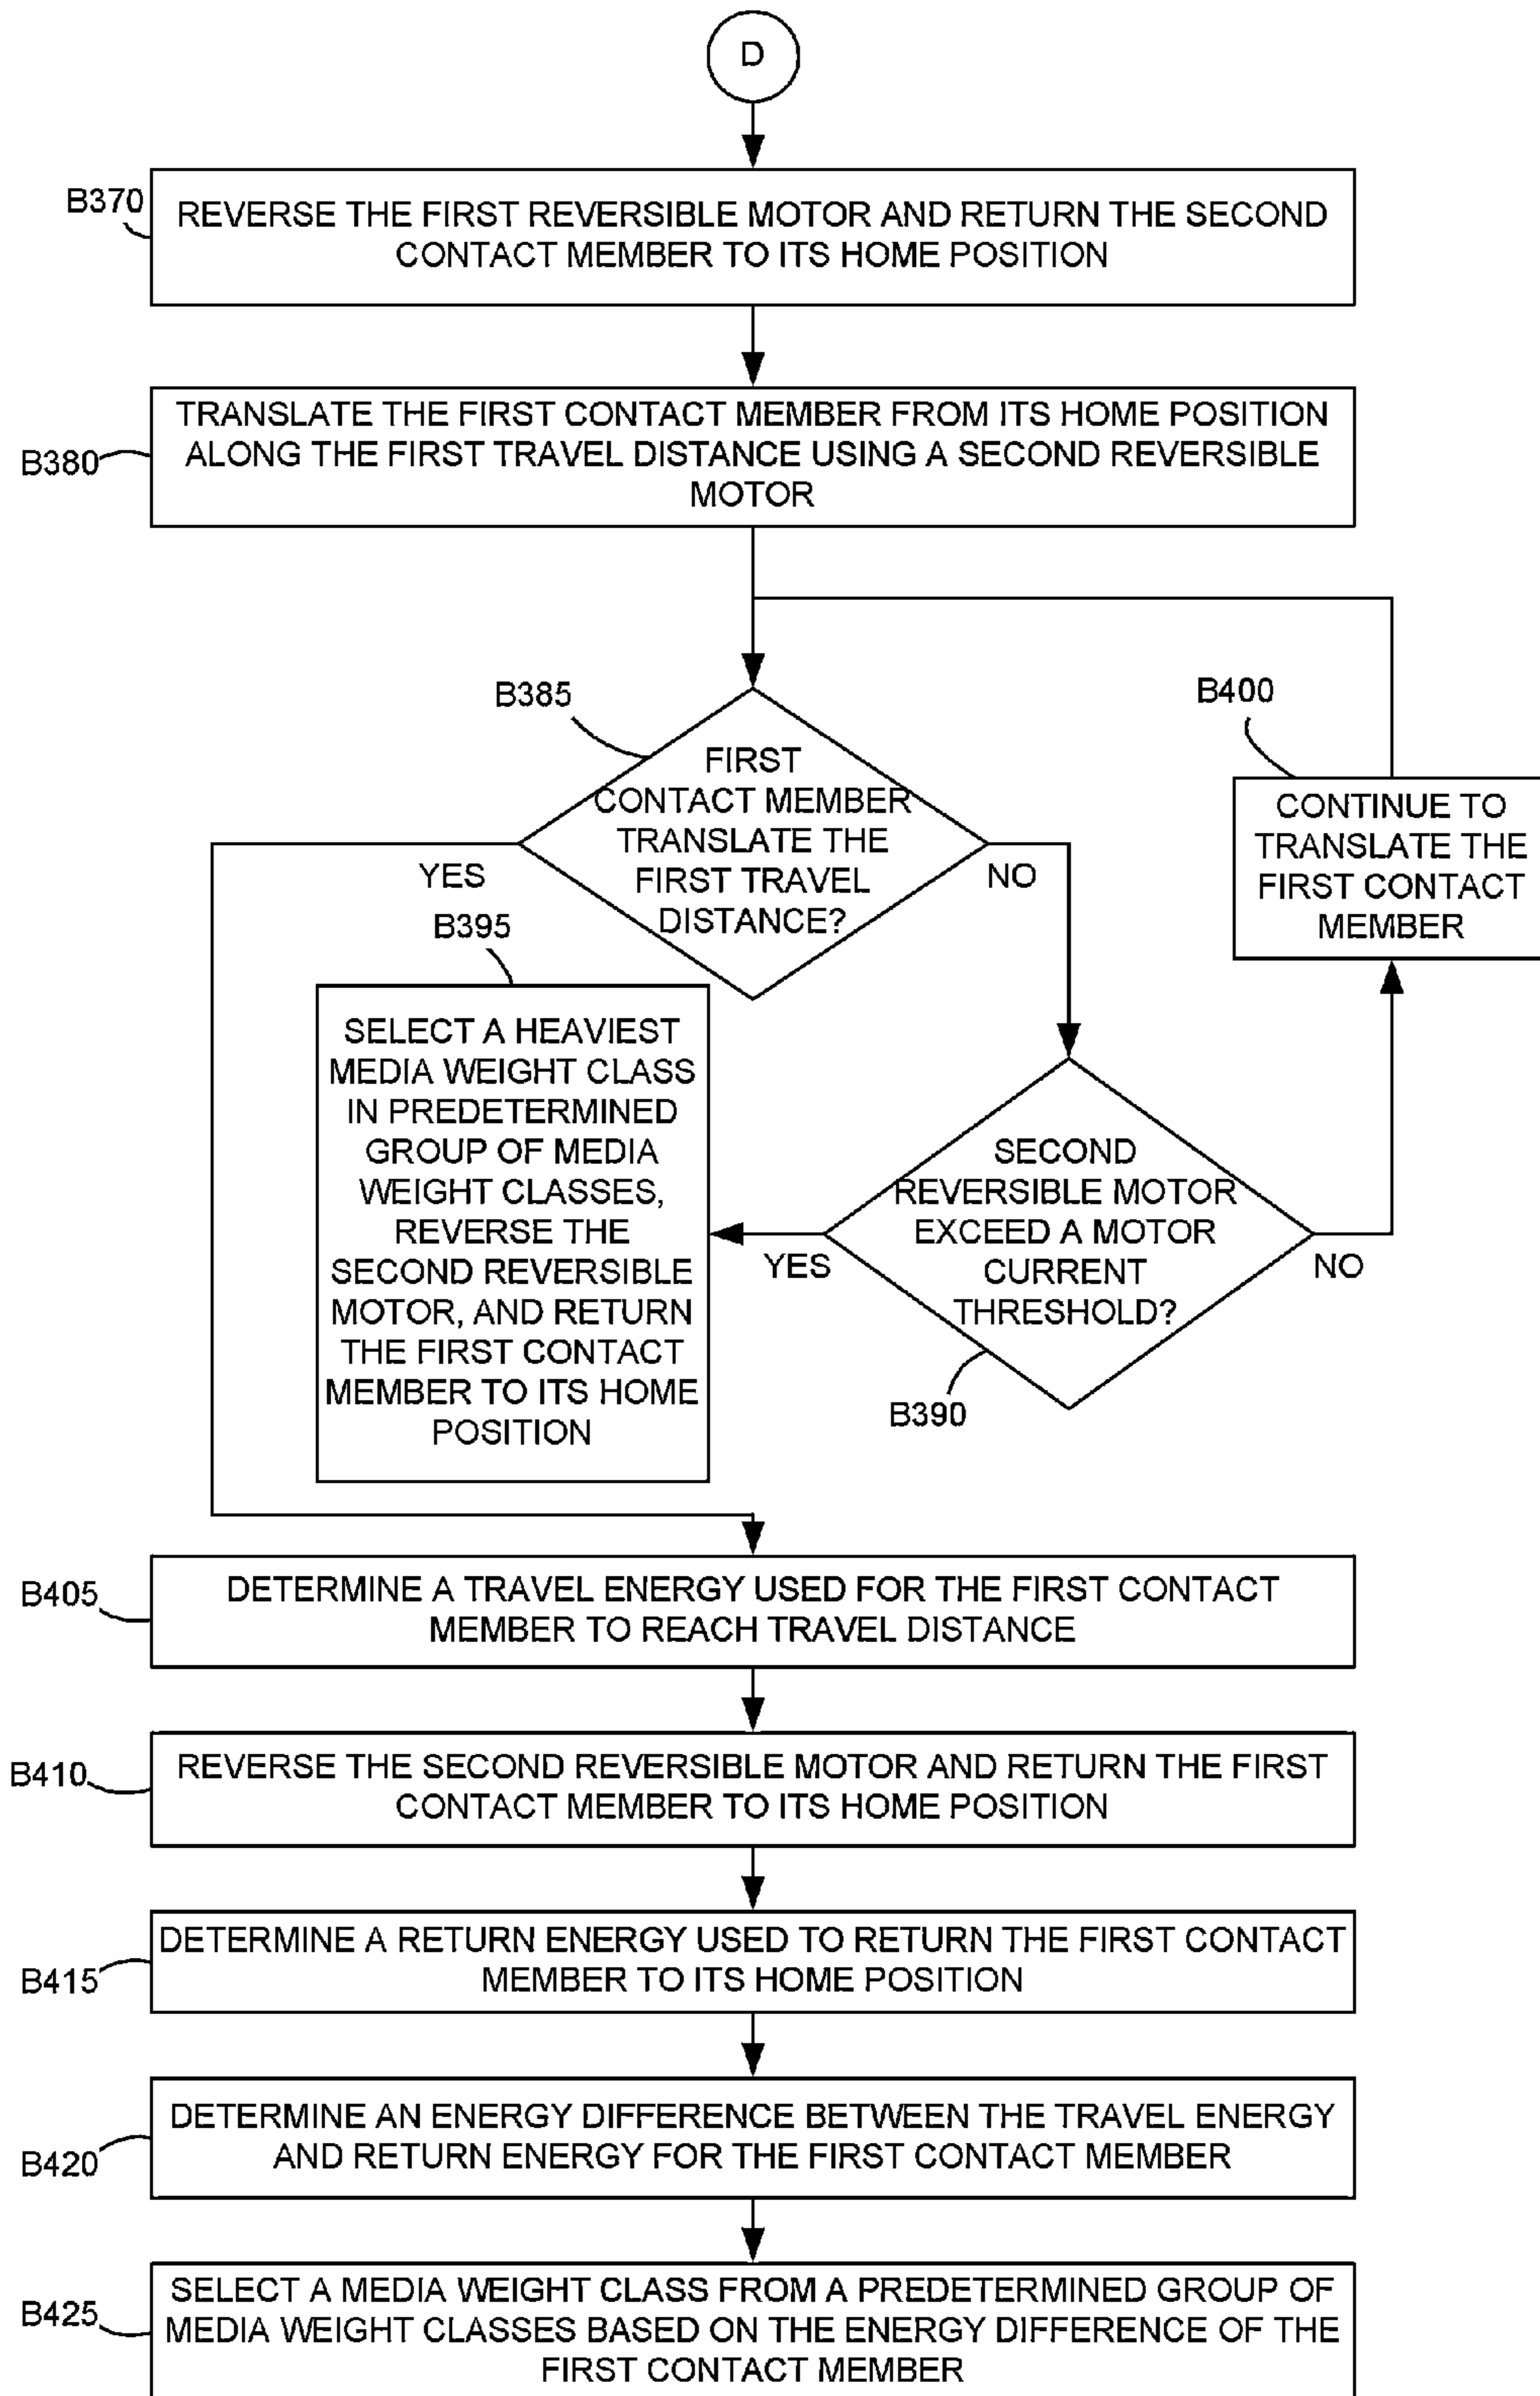 D
B370
REVERSE THE FIRST REVERSIBLE MOTOR AND RETURN THE SECOND
CONTACT MEMBER TO ITS HOME POSITION
B380
TRANSLATE THE FIRST CONTACT MEMBER FROM ITS HOME POSITION
ALONG THE FIRST TRAVEL DISTANCE USING A SECOND REVERSIBLE
MOTOR
B385
FIRST
CONTACT MEMBER
TRANSLATE THE
FIRST TRAVEL
DISTANCE?
YES
NO
B400
CONTINUE TO
TRANSLATE THE
FIRST CONTACT
MEMBER
B395
SELECT A HEAVIEST
MEDIA WEIGHT CLASS
IN PREDETERMINED
GROUP OF MEDIA
WEIGHT CLASSES,
REVERSE THE
SECOND REVERSIBLE
MOTOR, AND RETURN
THE FIRST CONTACT
MEMBER TO ITS HOME
POSITION
SECOND
REVERSIBLE MOTOR
EXCEED A MOTOR
CURRENT
THRESHOLD?
YES
NO
B390
B405
DETERMINE A TRAVEL ENERGY USED FOR THE FIRST CONTACT
MEMBER TO REACH TRAVEL DISTANCE
B410
REVERSE THE SECOND REVERSIBLE MOTOR AND RETURN THE FIRST
CONTACT MEMBER TO ITS HOME POSITION
B415
DETERMINE A RETURN ENERGY USED TO RETURN THE FIRST CONTACT
MEMBER TO ITS HOME POSITION
B420
DETERMINE AN ENERGY DIFFERENCE BETWEEN THE TRAVEL ENERGY
AND RETURN ENERGY FOR THE FIRST CONTACT MEMBER
B425
SELECT A MEDIA WEIGHT CLASS FROM A PREDETERMINED GROUP OF
MEDIA WEIGHT CLASSES BASED ON THE ENERGY DIFFERENCE OF THE
FIRST CONTACT MEMBER